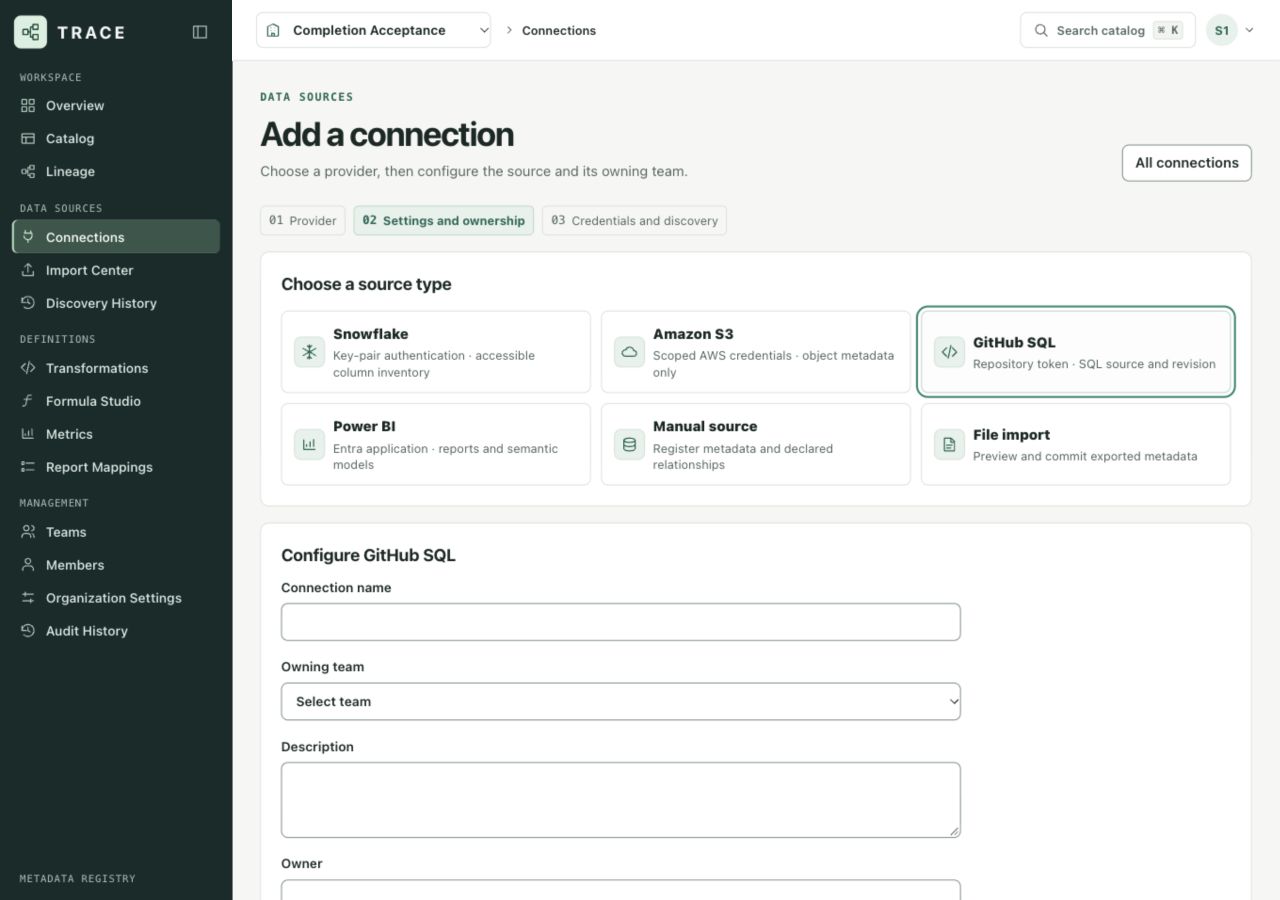 TRACE
WORKSPACE
Overview
Catalog
Lineage
DATA SOURCES
Connections
Import Center
Discovery History
DEFINITIONS
Transformations
Formula Studio
Metrics
Report Mappings
MANAGEMENT
Teams
Members
Organization Settings
Audit History
METADATA REGISTRY
Completion Acceptance
Connections
Search catalog ⌘ K
S1
DATA SOURCES
Add a connection
Choose a provider, then configure the source and its owning team.
All connections
01 Provider
02 Settings and ownership
03 Credentials and discovery
Choose a source type
Snowflake
Key-pair authentication · accessible
column inventory
Amazon S3
Scoped AWS credentials · object metadata
only
GitHub SQL
Repository token · SQL source and revision
Power BI
Entra application · reports and semantic
models
Manual source
Register metadata and declared
relationships
File import
Preview and commit exported metadata
Configure GitHub SQL
Connection name
Owning team
Select team
Description
Owner